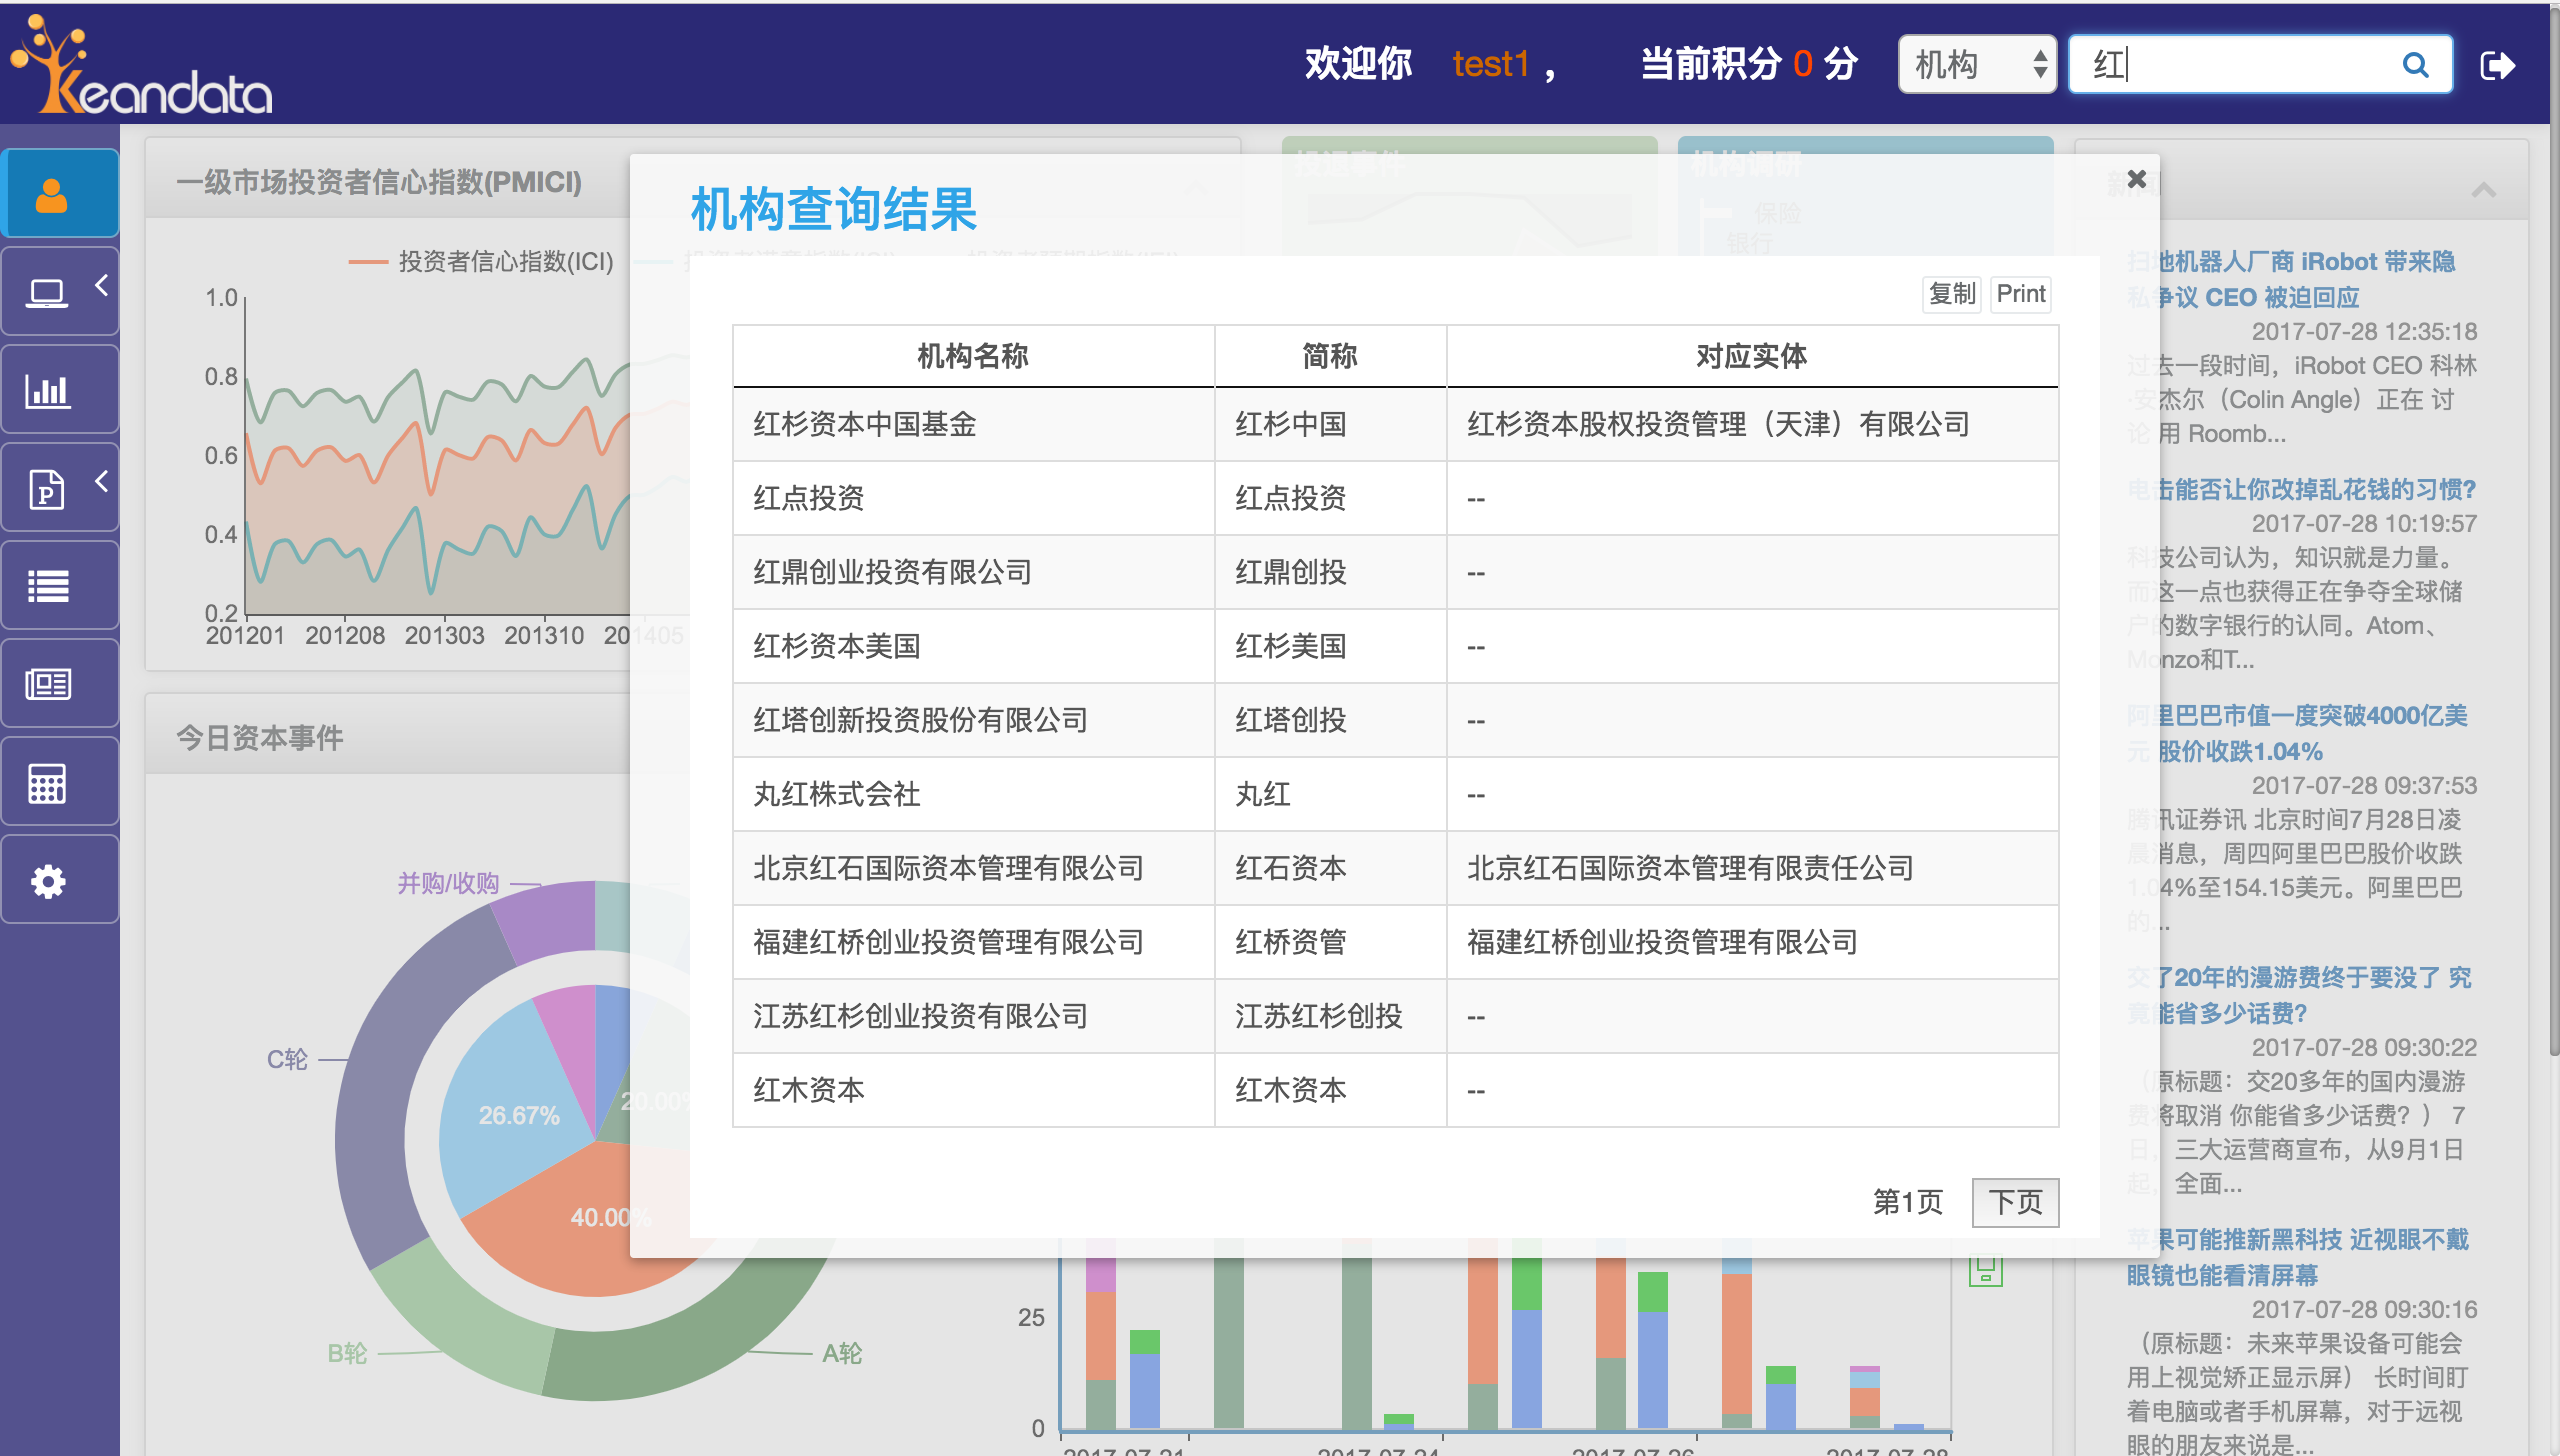 Keandata
欢迎你 test1 ， 当前积分 0 分 机构 红
一级市场投资者信心指数(PMICI)
投资者信心指数(ICI)
1.0
0.8
0.6
0.4
0.2
201201 201208 201303 201310 201405
今日资本事件
并购/收购
C轮
B轮
A轮
26.67%
20.00%
40.00%
投退事件
机构调研
保险
银行
机构查询结果
复制 Print
机构名称 简称 对应实体
红杉资本中国基金 红杉中国 红杉资本股权投资管理（天津）有限公司
红点投资 红点投资 --
红鼎创业投资有限公司 红鼎创投 --
红杉资本美国 红杉美国 --
红塔创新投资股份有限公司 红塔创投 --
丸红株式会社 丸红 --
北京红石国际资本管理有限公司 红石资本 北京红石国际资本管理有限责任公司
福建红桥创业投资管理有限公司 红桥资管 福建红桥创业投资管理有限公司
江苏红杉创业投资有限公司 江苏红杉创投 --
红木资本 红木资本 --
第1页 下页
25
0
2017-07-21 2017-07-24 2017-07-26 2017-07-28
扫地机器人厂商 iRobot 带来隐
私争议 CEO 被迫回应
2017-07-28 12:35:18
过去一段时间，iRobot CEO 科林
·安杰尔（Colin Angle）正在 讨
论 用 Roomb...
电击能否让你改掉乱花钱的习惯?
2017-07-28 10:19:57
科技公司认为，知识就是力量。
而这一点也获得正在争夺全球储
户的数字银行的认同。Atom、
Monzo和T...
阿里巴巴市值一度突破4000亿美
元 股价收跌1.04%
2017-07-28 09:37:53
腾讯证券讯 北京时间7月28日凌
晨消息，周四阿里巴巴股价收跌
1.04%至154.15美元。阿里巴巴
的...
交了20年的漫游费终于要没了 究
竟能省多少话费?
2017-07-28 09:30:22
（原标题：交20多年的国内漫游
费将取消 你能省多少话费？） 7
日，三大运营商宣布，从9月1日
起，全面...
苹果可能推新黑科技 近视眼不戴
眼镜也能看清屏幕
2017-07-28 09:30:16
（原标题：未来苹果设备可能会
用上视觉矫正显示屏） 长时间盯
着电脑或者手机屏幕，对于远视
眼的朋友来说是...